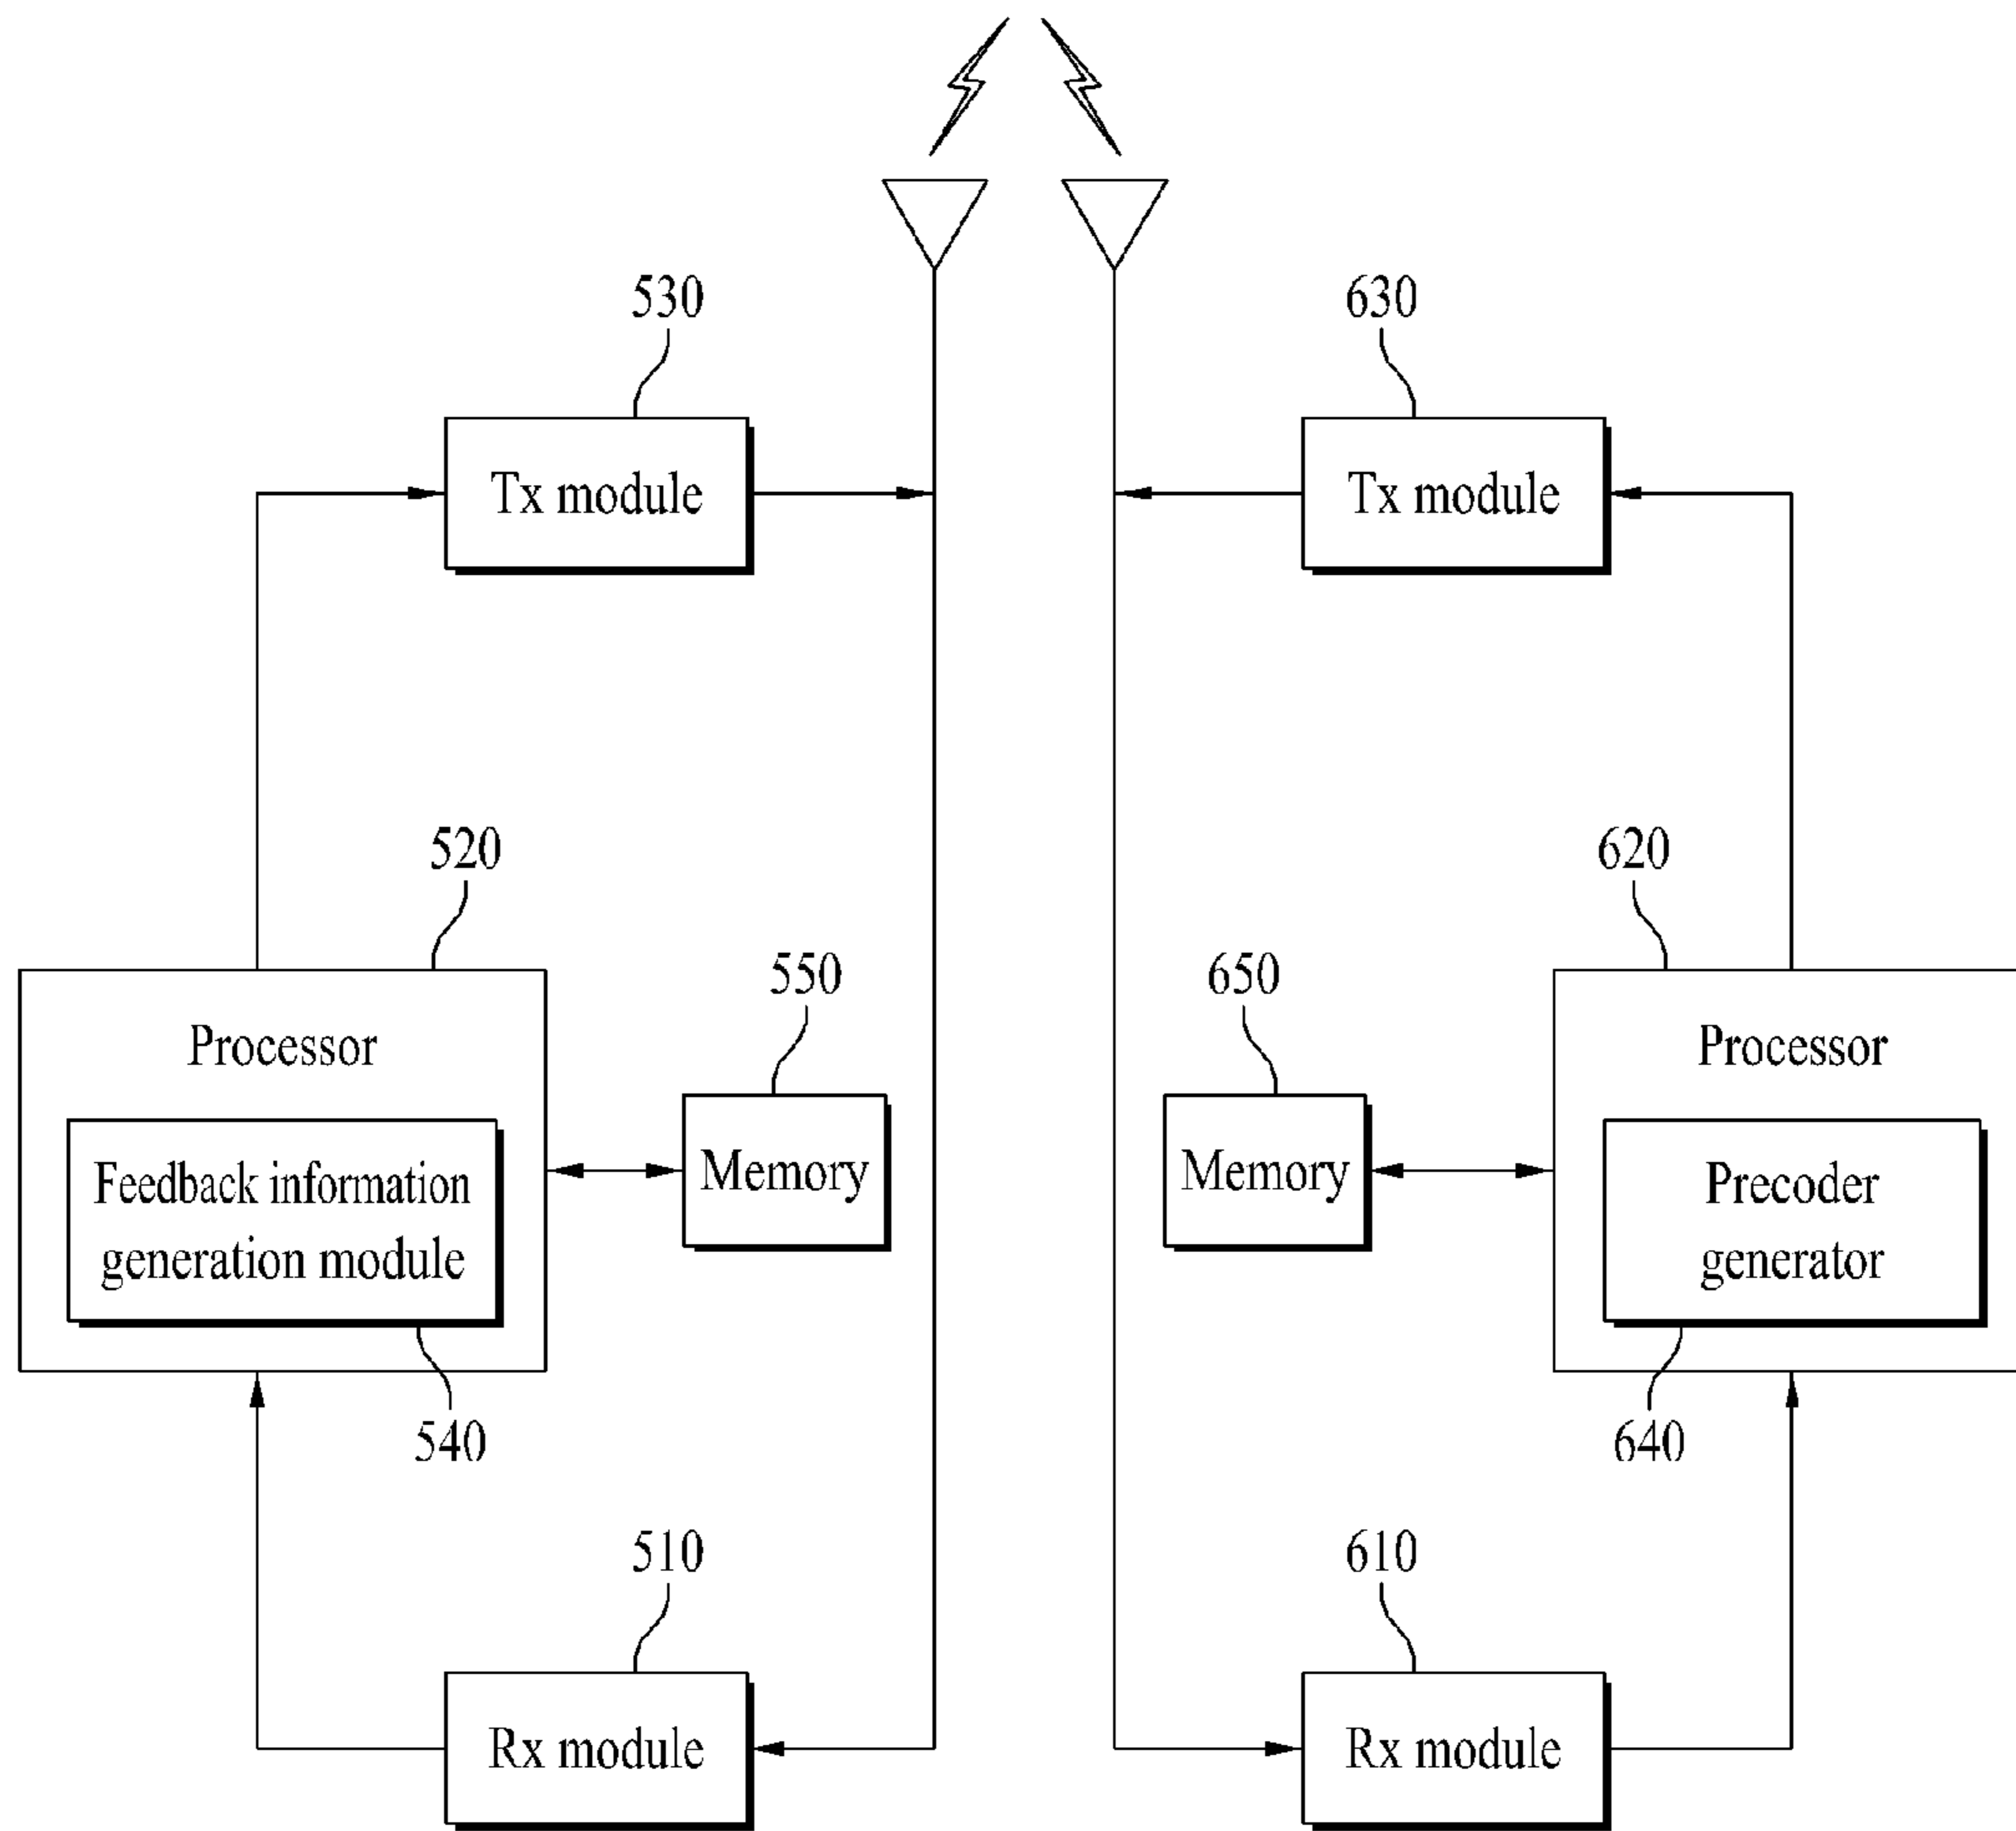 530
630
Tx module
Tx module
520
620
550
650
Processor
Processor
Memory
Memory
Feedback information
generation module
Precoder
generator
540
640
510
610
Rx module
Rx module